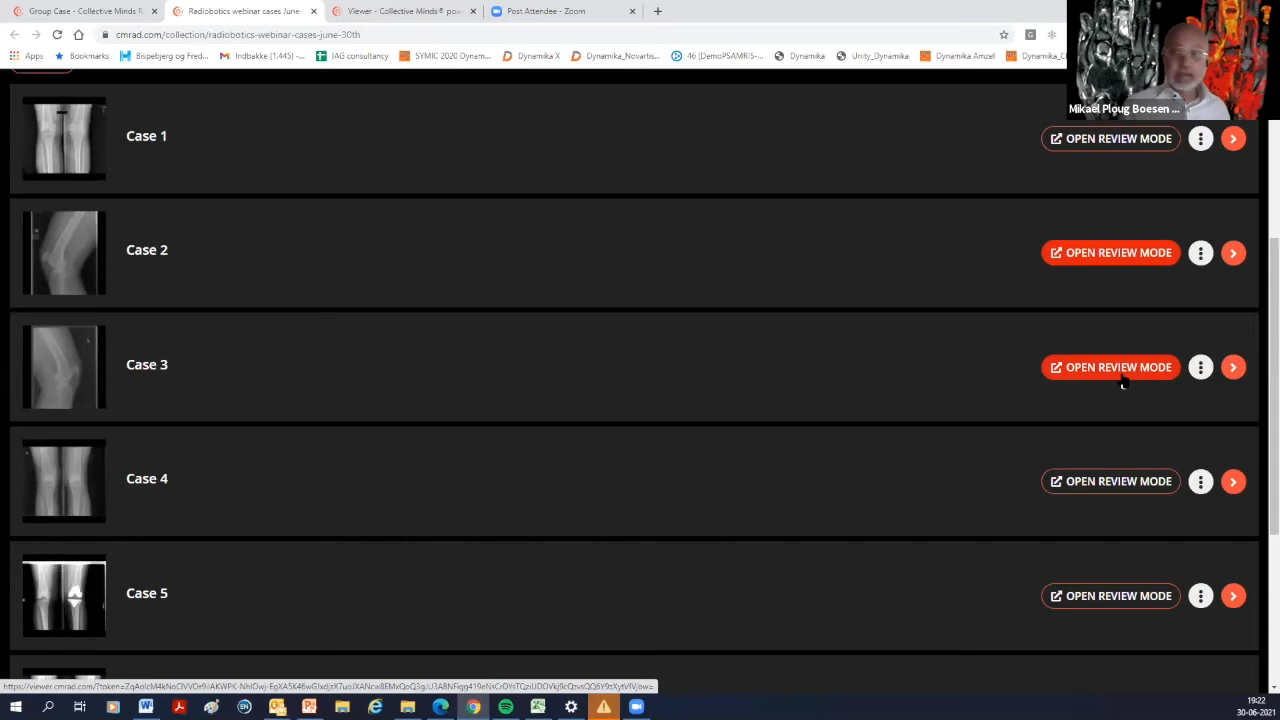 Group Case - Collective Minds R
Radiobotics webinar cases June-
Viewer - Collective Minds® pow
Post Attendee - Zoom
cmrad.com/collection/radiobotics-webinar-cases-june-30th
Apps
Bookmarks
Bispebjerg og Fred...
Indbakke (1.445) -...
IAG consultancy
SYMIC 2020 Dynam...
Dynamika X
Dynamika_Novartis...
46 (DemoPSAMRIS-...
Dynamika
Unity_Dynamika
Dynamika Amzel
Mikael Ploug Boesen ...
Case 1
OPEN REVIEW MODE
Case 2
OPEN REVIEW MODE
Case 3
OPEN REVIEW MODE
Case 4
OPEN REVIEW MODE
Case 5
OPEN REVIEW MODE
19:22
30-06-2021